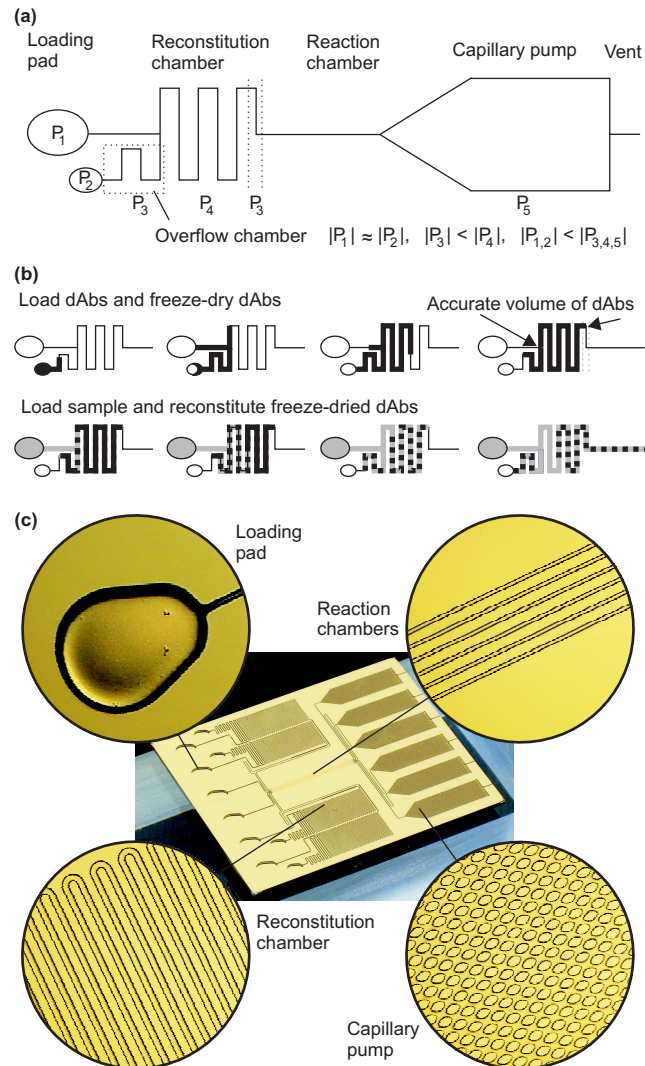 (a)
Loading pad
Reconstitution chamber
Reaction chamber
Capillary pump
Vent
P1
P2
P3
P4
P3
P5
Overflow chamber
|P1| ≈ |P2|, |P3| < |P4|, |P1,2| < |P3,4,5|
(b)
Load dAbs and freeze-dry dAbs
Accurate volume of dAbs
Load sample and reconstitute freeze-dried dAbs
(c)
Loading pad
Reaction chambers
Reconstitution chamber
Capillary pump